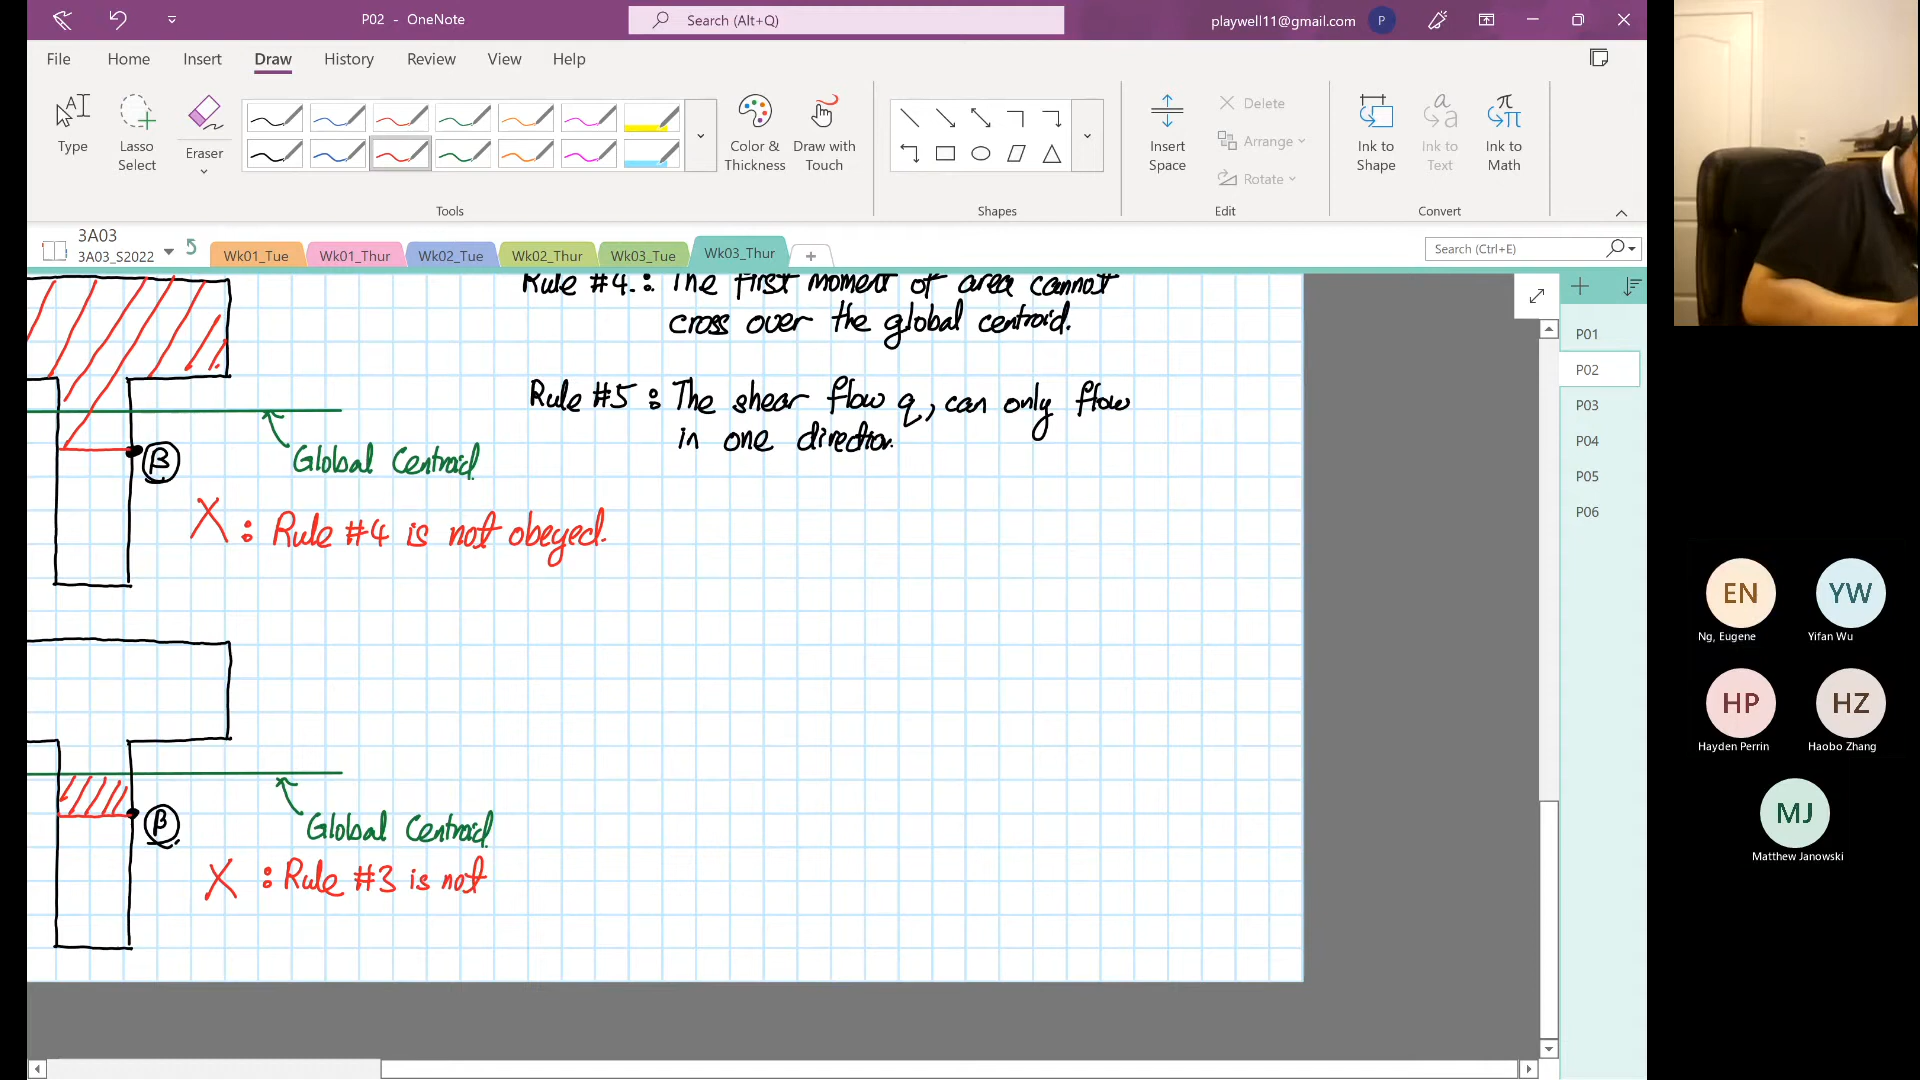 P02 - OneNote
Search (Alt+Q)
playwell11@gmail.com
P
File
Home
Insert
Draw
History
Review
View
Help
Type
Lasso
Select
Eraser
Color &
Thickness
Draw with
Touch
Insert
Space
Delete
Arrange
Rotate
Ink to
Shape
Ink to
Text
Ink to
Math
Tools
Shapes
Edit
Convert
3A03
3A03_S2022
Wk01_Tue
Wk01_Thur
Wk02_Tue
Wk02_Thur
Wk03_Tue
Wk03_Thur
Search (Ctrl+E)
Rule #4 : The first moment of area cannot
cross over the global centroid.
Rule #5 : The shear flow q, can only flow
in one direction.
β
Global Centroid
X : Rule #4 is not obeyed.
β
Global Centroid
X : Rule #3 is not
P01
P02
P03
P04
P05
P06
EN
Ng, Eugene
YW
Yifan Wu
HP
Hayden Perrin
HZ
Haobo Zhang
MJ
Matthew Janowski